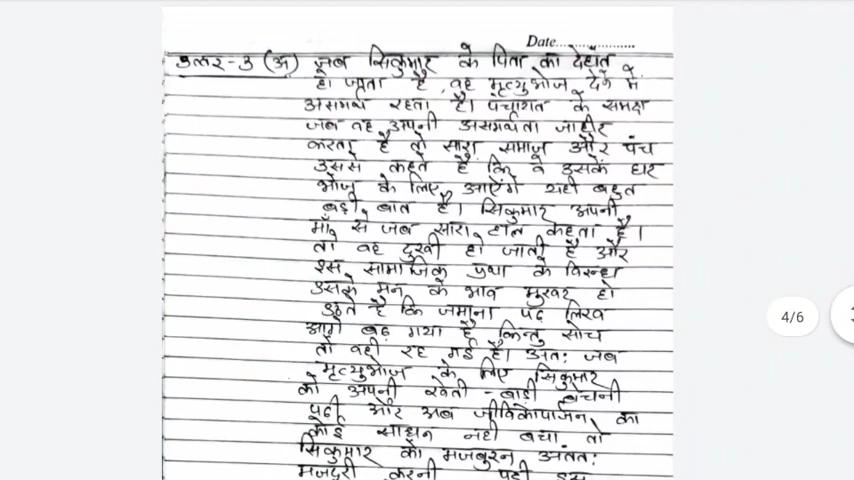 Date....................
उत्तर-3 (अ) जब सिकुमार के पिता का देहांत
हो जाता है, वह मृत्युभोज देने में
असमर्थ रहता है। पंचायत के समक्ष
जब वह अपनी असमर्थता जाहीर
करता है तो सारा समाज और पंच
उससे कहते है कि वे उसके घर
भोज के लिए आएंगे यही बहुत
बड़ी बात है। सिकुमार अपनी
माँ से जब सारा हाल कहता है।
तो वह दुखी हो जाती है और
इस सामाजिक प्रथा के विरुद्ध
उसके मन के भाव मुखर हो
उठते है कि जमाना पढ़ लिख
आगे बढ़ गया है किन्तु सोच
तो वही रह गई है। अतः जब
मृत्युभोज के लिए सिकुमार
को अपनी खेती-बाड़ी बेचनी
पड़ी और अब जीविकोपार्जन का
कोई साधन नही बचा तो
सिकुमार को मजबुरन अंततः
मजदुरी करनी पड़ी इस
4/6